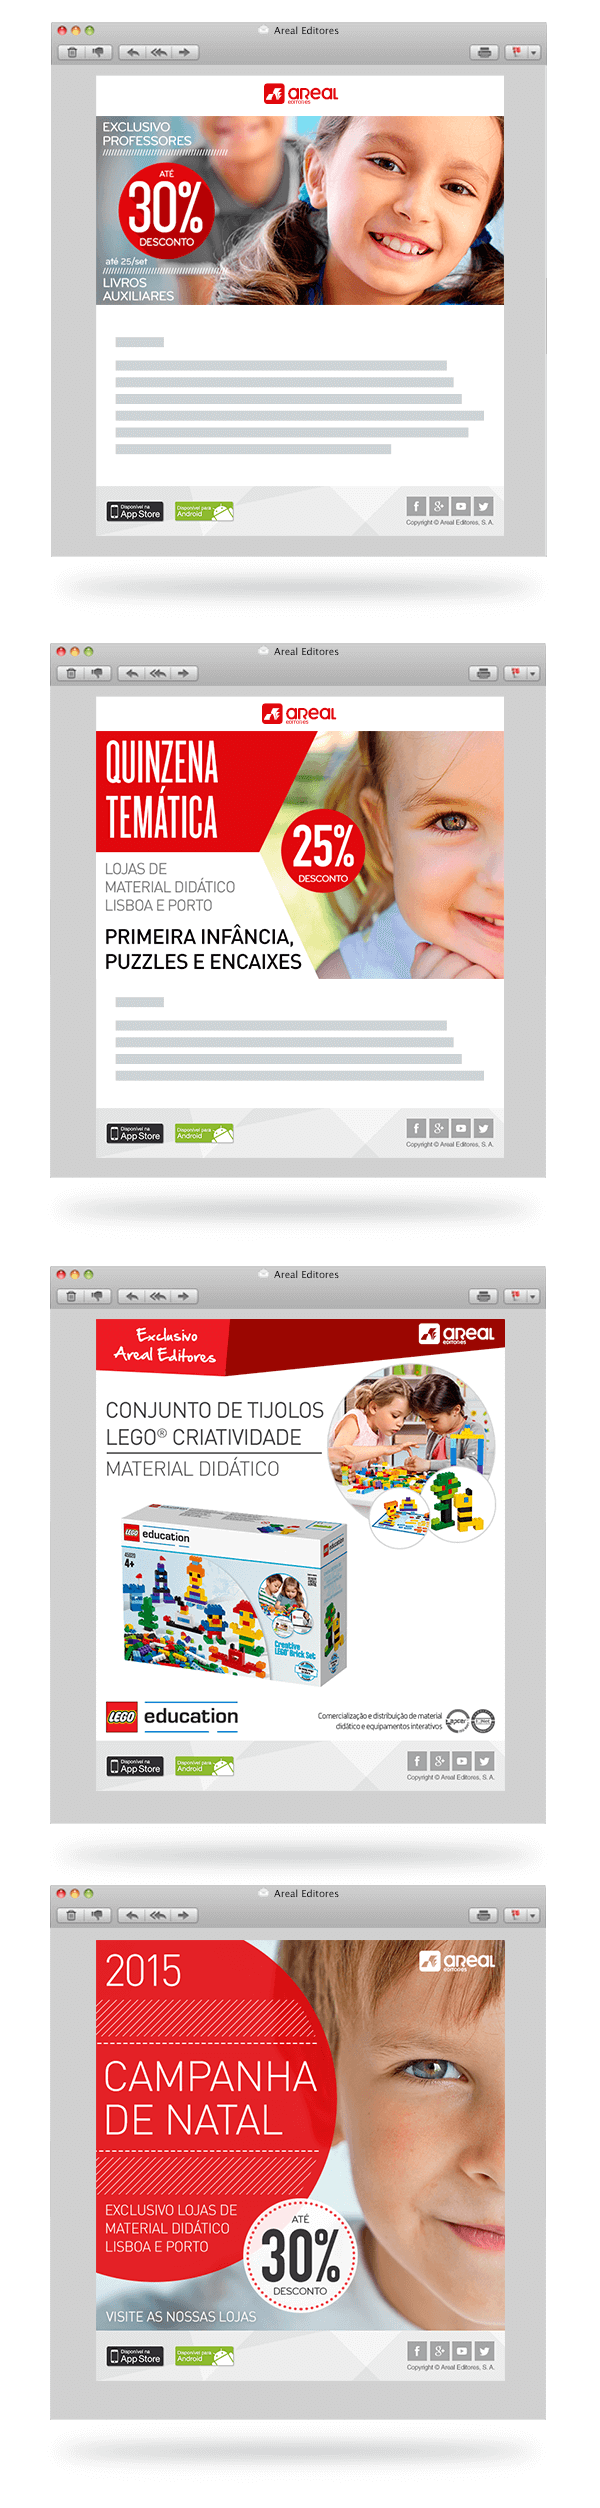 Areal Editores
areal
EDITORES
EXCLUSIVO
PROFESSORES
ATÉ
30%
DESCONTO
até 25/set
LIVROS
AUXILIARES
Disponível na
App Store
Disponível para
Android
Copyright © Areal Editores, S. A.
Areal Editores
areal
EDITORES
QUINZENA
TEMÁTICA
25%
DESCONTO
LOJAS DE
MATERIAL DIDÁTICO
LISBOA E PORTO
PRIMEIRA INFÂNCIA,
PUZZLES E ENCAIXES
Disponível na
App Store
Disponível para
Android
Copyright © Areal Editores, S. A.
Areal Editores
Exclusivo
Areal Editores
areal
EDITORES
CONJUNTO DE TIJOLOS
LEGO® CRIATIVIDADE
MATERIAL DIDÁTICO
LEGO education
4+
Creative
LEGO® Brick Set
LEGO education
Comercialização e distribuição de material
didático e equipamentos interativos
Disponível na
App Store
Disponível para
Android
Copyright © Areal Editores, S. A.
Areal Editores
2015
areal
EDITORES
CAMPANHA
DE NATAL
EXCLUSIVO LOJAS DE
MATERIAL DIDÁTICO
LISBOA E PORTO
ATÉ
30%
DESCONTO
VISITE AS NOSSAS LOJAS
Disponível na
App Store
Disponível para
Android
Copyright © Areal Editores, S. A.